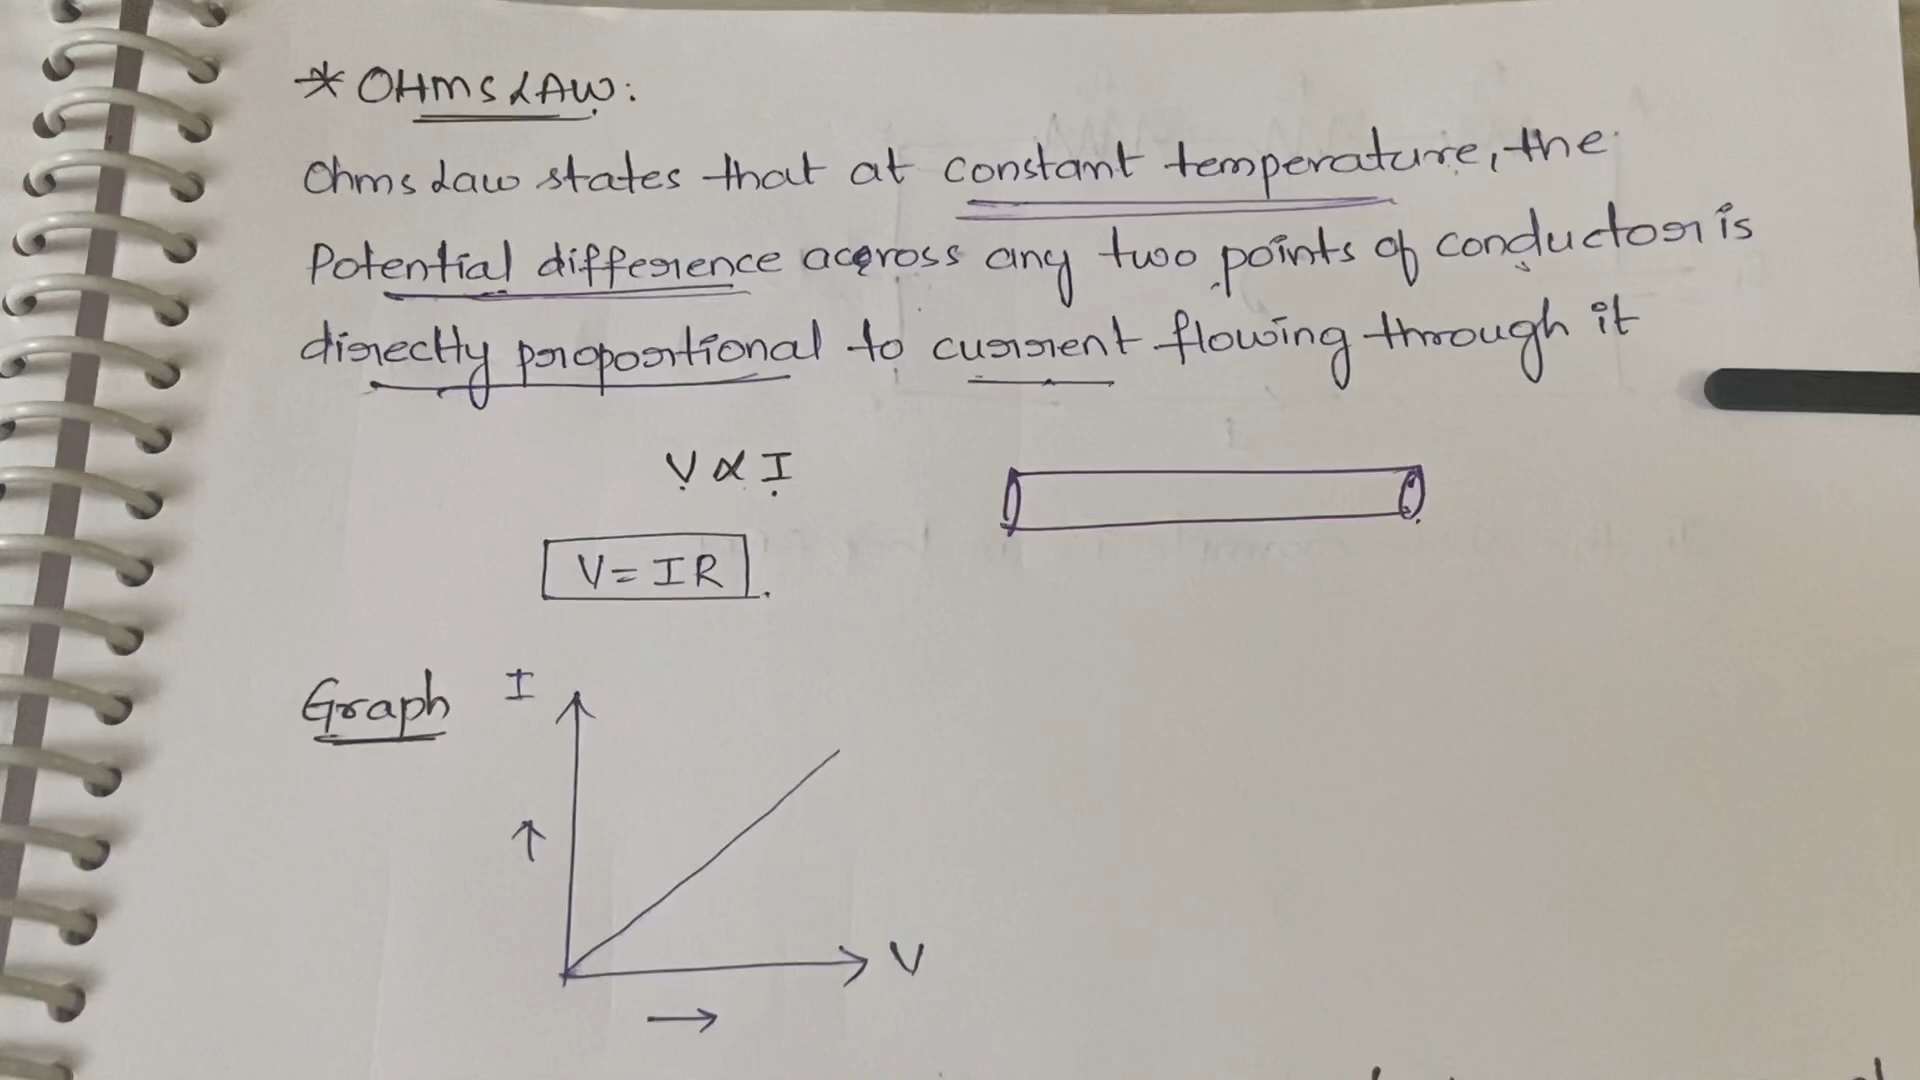 * OHMS LAW:
Ohms Law states that at constant temperature, the
Potential difference across any two points of conductor is
directly proportional to current flowing through it
V ∝ I
V = IR
Graph
I
↑
V
→